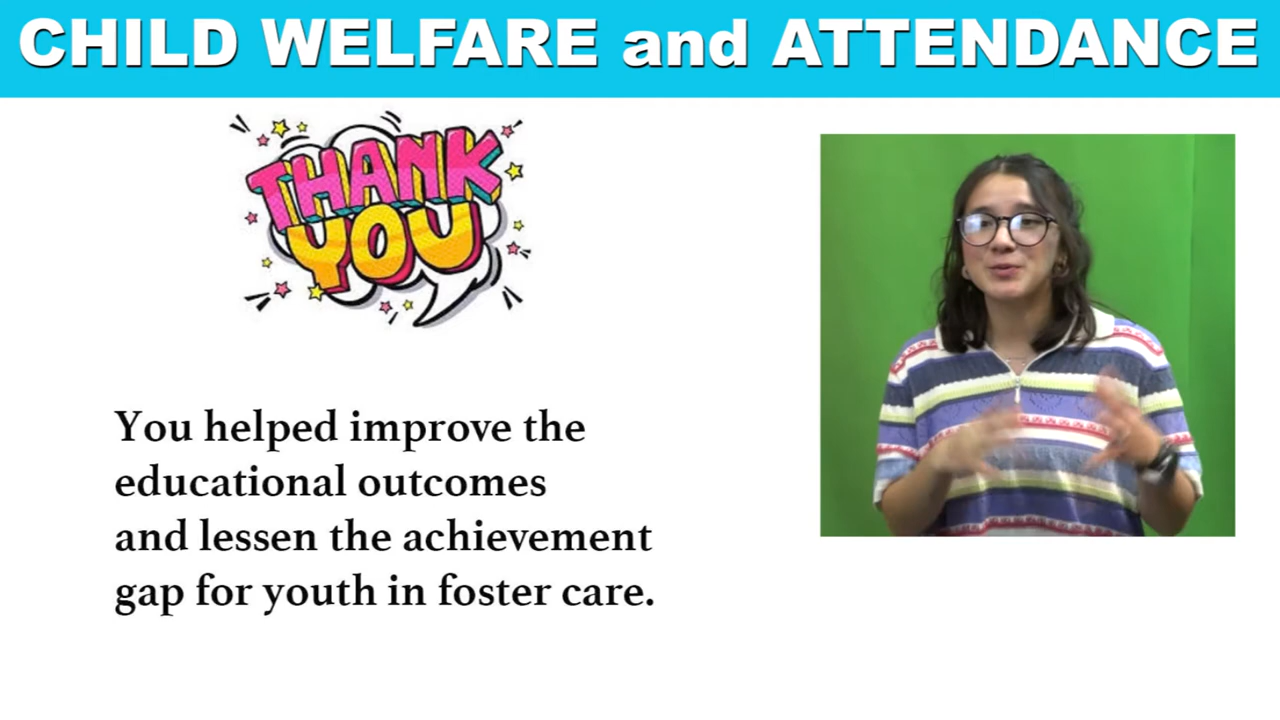 CHILD WELFARE and ATTENDANCE
THANK
YOU
You helped improve the
educational outcomes
and lessen the achievement
gap for youth in foster care.